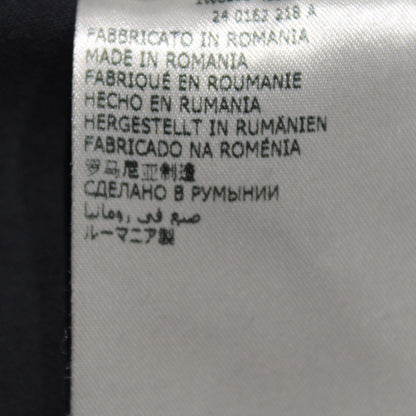 24 0162 218 A
FABBRICATO IN ROMANIA
MADE IN ROMANIA
FABRIQUÉ EN ROUMANIE
HECHO EN RUMANIA
HERGESTELLT IN RUMÄNIEN
FABRICADO NA ROMÉNIA
罗马尼亚制造
СДЕЛАНО В РУМЫНИИ
صنع في رومانيا
ルーマニア製